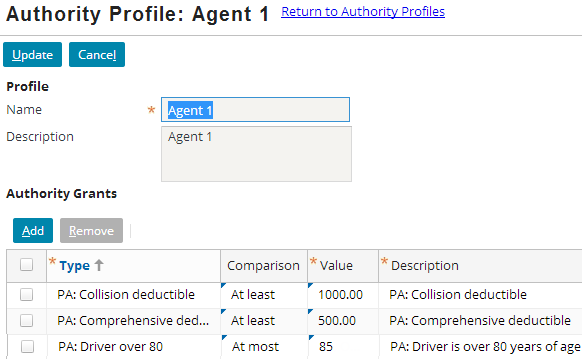 Authority Profile: Agent 1 Return to Authority Profiles
Update Cancel
Profile
Name * Agent 1
Description Agent 1
Authority Grants
Add Remove
* Type ↑ Comparison * Value * Description
PA: Collision deductible At least 1000.00 PA: Collision deductible
PA: Comprehensive ded... At least 500.00 PA: Comprehensive deductible
PA: Driver over 80 At most 85 PA: Driver is over 80 years of age